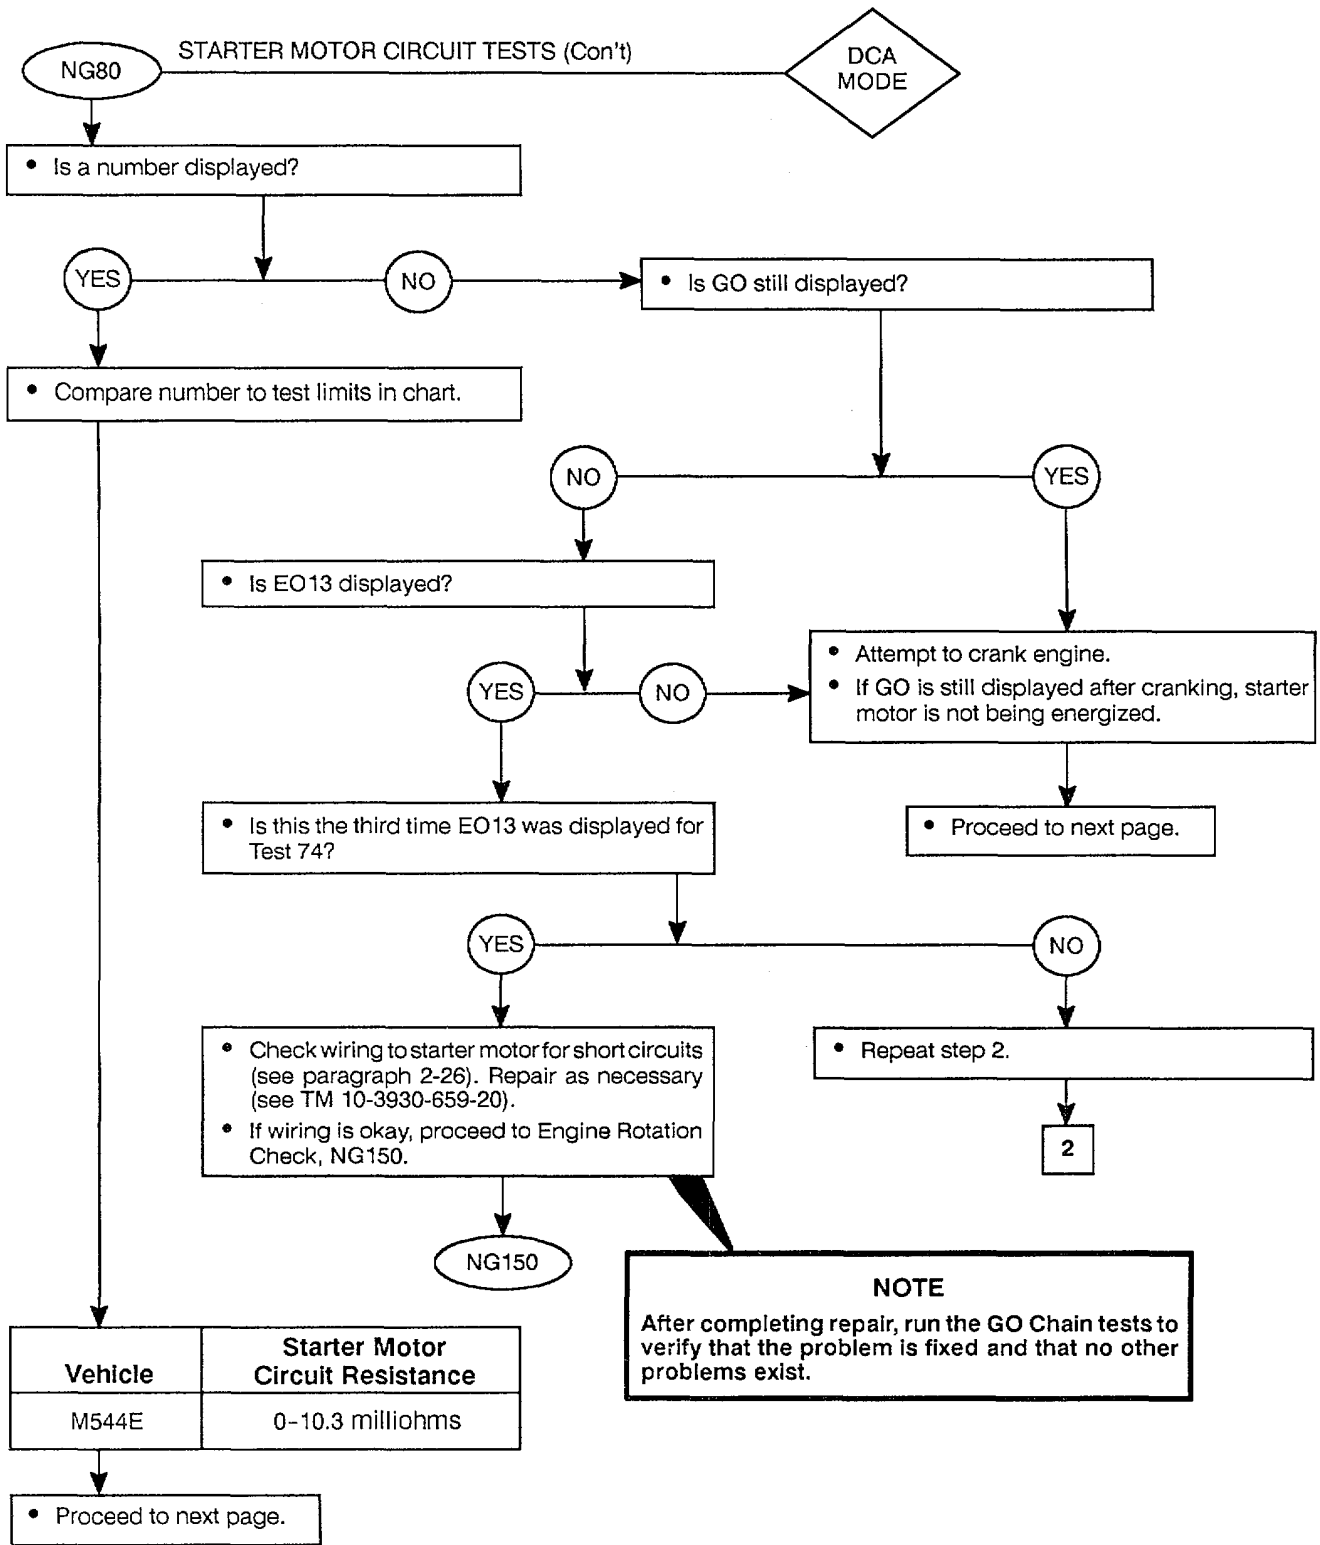 NG80
STARTER MOTOR CIRCUIT TESTS (Con't)
DCA
MODE
• Is a number displayed?
YES
NO
• Is GO still displayed?
• Compare number to test limits in chart.
NO
YES
• Is EO13 displayed?
• Attempt to crank engine.
• If GO is still displayed after cranking, starter
motor is not being energized.
YES
NO
• Is this the third time EO13 was displayed for
Test 74?
• Proceed to next page.
YES
NO
• Check wiring to starter motor for short circuits
(see paragraph 2-26). Repair as necessary
(see TM 10-3930-659-20).
• If wiring is okay, proceed to Engine Rotation
Check, NG150.
• Repeat step 2.
2
NG150
NOTE
After completing repair, run the GO Chain tests to
verify that the problem is fixed and that no other
problems exist.
Vehicle
Starter Motor
Circuit Resistance
M544E
0–10.3 milliohms
• Proceed to next page.